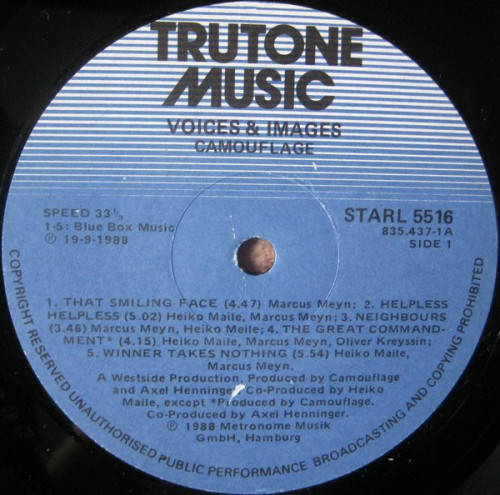 TRUTONE
MUSIC
VOICES & IMAGES
CAMOUFLAGE
SPEED 33⅓
1-5: Blue Box Music
℗ 19-9-1988
STARL 5516
835.437-1A
SIDE 1
1. THAT SMILING FACE (4.47) Marcus Meyn; 2. HELPLESS
HELPLESS (5.02) Heiko Maile, Marcus Meyn; 3. NEIGHBOURS
(3.46) Marcus Meyn, Heiko Meile; 4. THE GREAT COMMAND-
MENT* (4.15) Heiko Maile, Marcus Meyn, Oliver Kreyssin;
5. WINNER TAKES NOTHING (5.54) Heiko Maile,
Marcus Meyn.
A Westside Production, Produced by Camouflage
and Axel Henninger. Co-Produced by Heiko
Maile, except *Produced by Camouflage.
Co-Produced by Axel Henninger.
℗ 1988 Metronome Musik
GmbH, Hamburg
COPYRIGHT RESERVED UNAUTHORISED PUBLIC PERFORMANCE BROADCASTING AND COPYING PROHIBITED